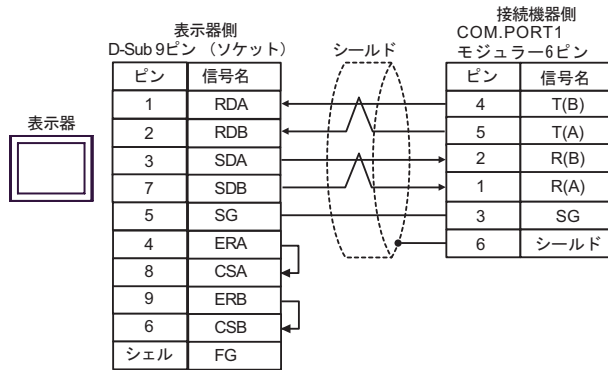 表示器側
D-Sub 9ピン （ソケット）
シールド
接続機器側
COM.PORT1
モジュラー6ピン
表示器
ピン 信号名
1 RDA
2 RDB
3 SDA
7 SDB
5 SG
4 ERA
8 CSA
9 ERB
6 CSB
シェル FG
ピン 信号名
4 T(B)
5 T(A)
2 R(B)
1 R(A)
3 SG
6 シールド